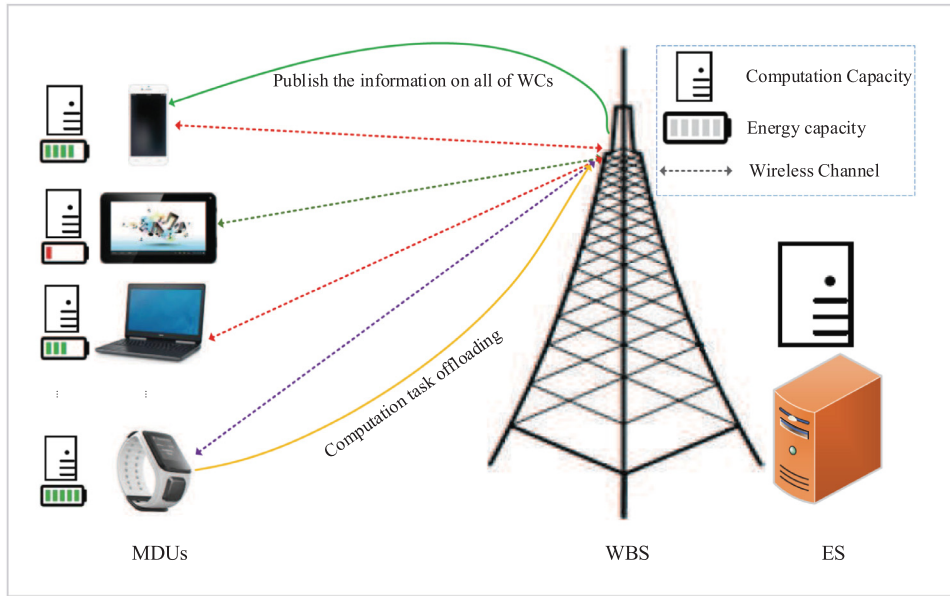 Publish the information on all of WCs
Computation Capacity
Energy capacity
Wireless Channel
Computation task offloading
MDUs
WBS
ES